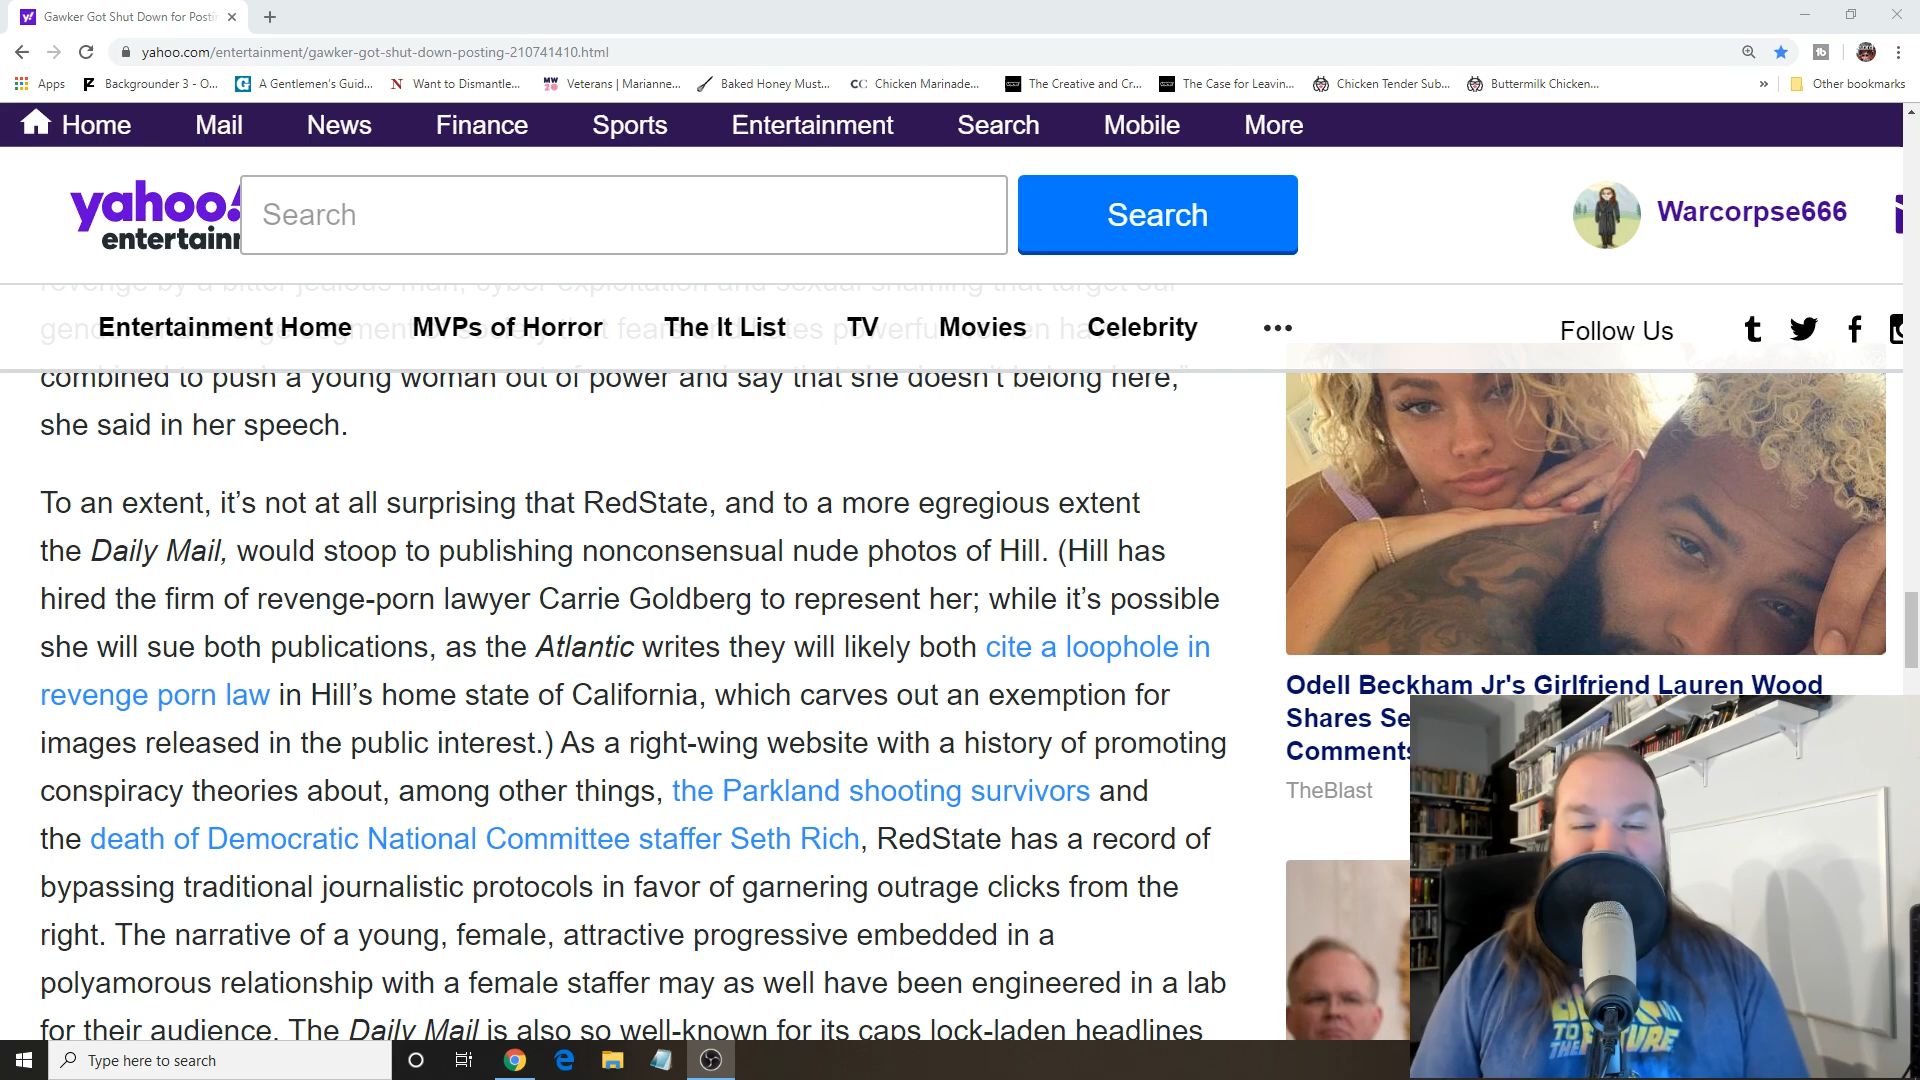 Gawker Got Shut Down for Postin
yahoo.com/entertainment/gawker-got-shut-down-posting-210741410.html
Apps
Backgrounder 3 - O...
A Gentlemen's Guid...
Want to Dismantle...
Veterans | Marianne...
Baked Honey Must...
Chicken Marinade...
The Creative and Cr...
The Case for Leavin...
Chicken Tender Sub...
Buttermilk Chicken...
Other bookmarks
Home Mail News Finance Sports Entertainment Search Mobile More
yahoo!
entertainm
Search
Search
Warcorpse666
revenge by a bitter jealous man, cyber exploitation and sexual shaming that target our
Entertainment Home MVPs of Horror The It List TV Movies Celebrity ...
Follow Us
combined to push a young woman out of power and say that she doesn't belong here,"
she said in her speech.
To an extent, it's not at all surprising that RedState, and to a more egregious extent
the Daily Mail, would stoop to publishing nonconsensual nude photos of Hill. (Hill has
hired the firm of revenge-porn lawyer Carrie Goldberg to represent her; while it's possible
she will sue both publications, as the Atlantic writes they will likely both cite a loophole in
revenge porn law in Hill's home state of California, which carves out an exemption for
images released in the public interest.) As a right-wing website with a history of promoting
conspiracy theories about, among other things, the Parkland shooting survivors and
the death of Democratic National Committee staffer Seth Rich, RedState has a record of
bypassing traditional journalistic protocols in favor of garnering outrage clicks from the
right. The narrative of a young, female, attractive progressive embedded in a
polyamorous relationship with a female staffer may as well have been engineered in a lab
for their audience. The Daily Mail is also so well-known for its caps lock-laden headlines
Odell Beckham Jr's Girlfriend Lauren Wood
Shares Se
Comments
TheBlast
TO
THE
Type here to search